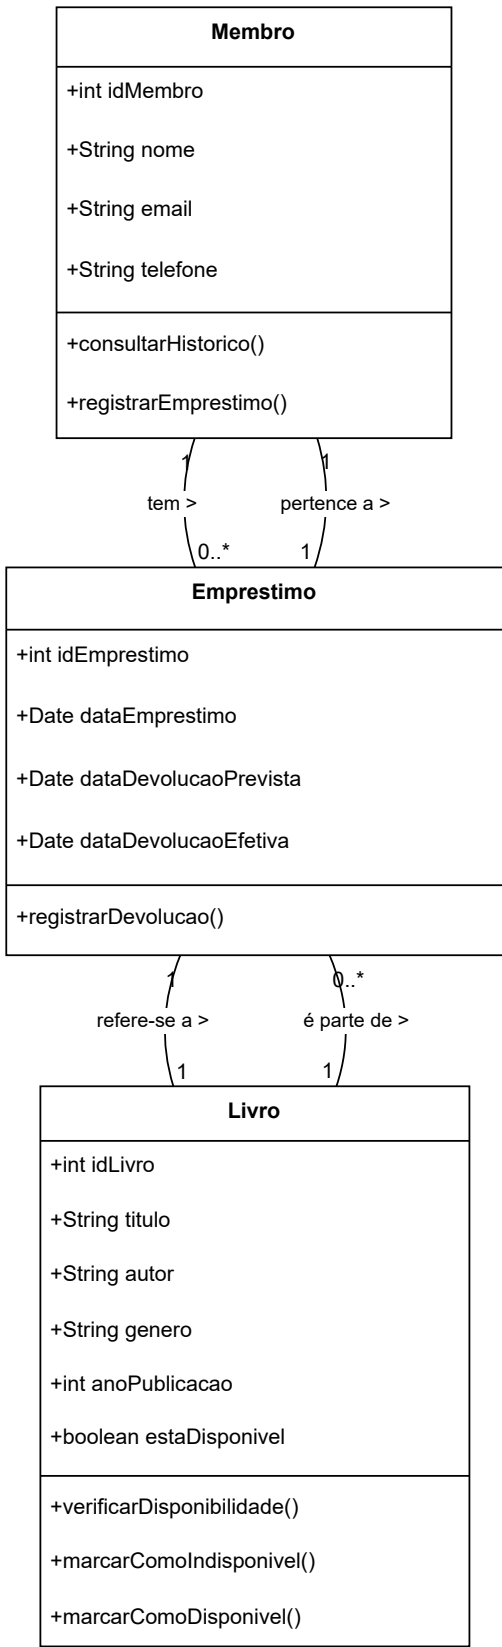 Membro
+int idMembro
+String nome
+String email
+String telefone
+consultarHistorico()
+registrarEmprestimo()
1
1
tem >
pertence a >
0..*
1
Emprestimo
+int idEmprestimo
+Date dataEmprestimo
+Date dataDevolucaoPrevista
+Date dataDevolucaoEfetiva
+registrarDevolucao()
1
0..*
refere-se a >
é parte de >
1
1
Livro
+int idLivro
+String titulo
+String autor
+String genero
+int anoPublicacao
+boolean estaDisponivel
+verificarDisponibilidade()
+marcarComoIndisponivel()
+marcarComoDisponivel()